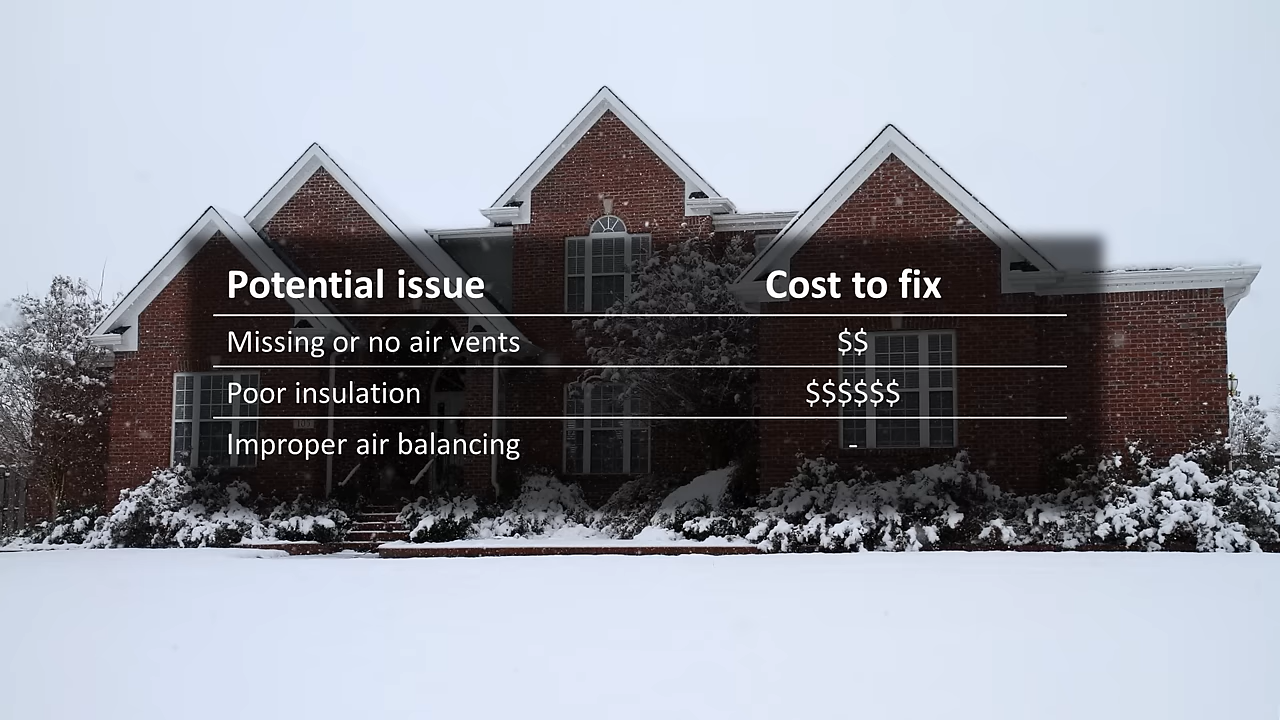 Potential issue Cost to fix
Missing or no air vents $$
Poor insulation $$$$$$
Improper air balancing -